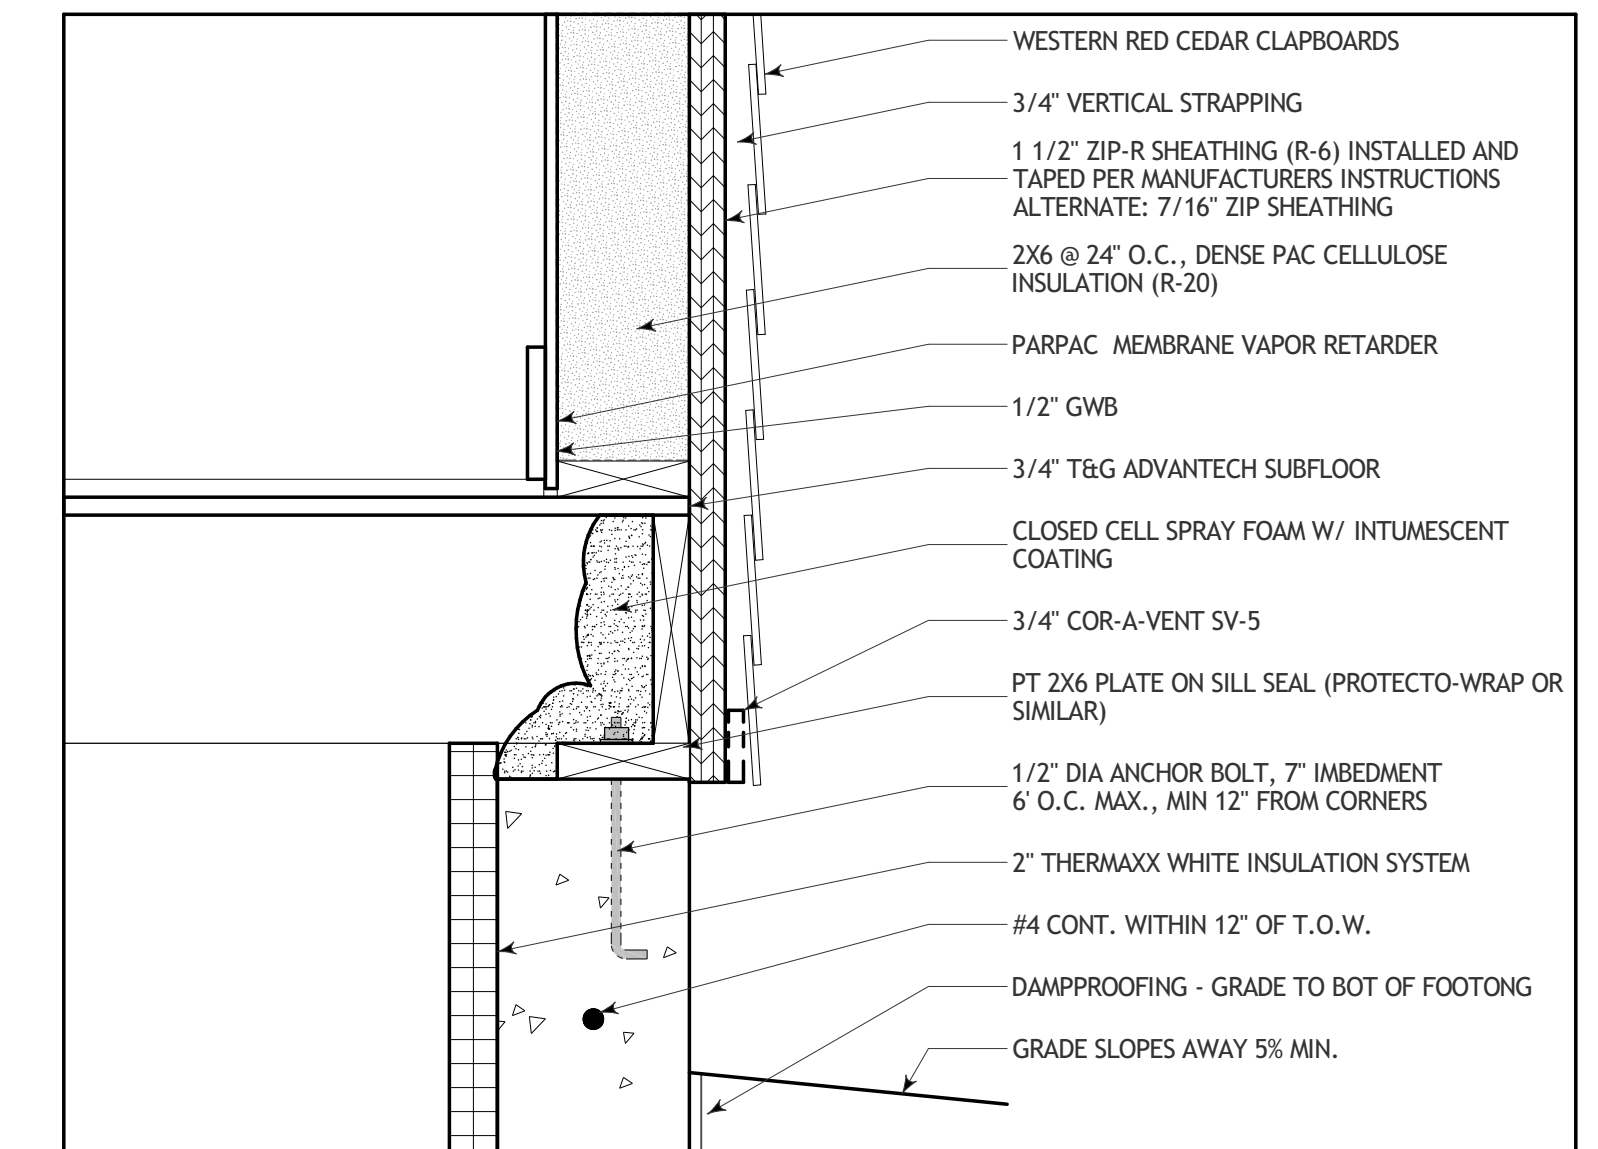 WESTERN RED CEDAR CLAPBOARDS
3/4" VERTICAL STRAPPING
1 1/2" ZIP-R SHEATHING (R-6) INSTALLED AND
TAPED PER MANUFACTURERS INSTRUCTIONS
ALTERNATE: 7/16" ZIP SHEATHING
2X6 @ 24" O.C., DENSE PAC CELLULOSE
INSULATION (R-20)
PARPAC MEMBRANE VAPOR RETARDER
1/2" GWB
3/4" T&G ADVANTECH SUBFLOOR
CLOSED CELL SPRAY FOAM W/ INTUMESCENT
COATING
3/4" COR-A-VENT SV-5
PT 2X6 PLATE ON SILL SEAL (PROTECTO-WRAP OR
SIMILAR)
1/2" DIA ANCHOR BOLT, 7" IMBEDMENT
6' O.C. MAX., MIN 12" FROM CORNERS
2" THERMAXX WHITE INSULATION SYSTEM
#4 CONT. WITHIN 12" OF T.O.W.
DAMPPROOFING - GRADE TO BOT OF FOOTONG
GRADE SLOPES AWAY 5% MIN.